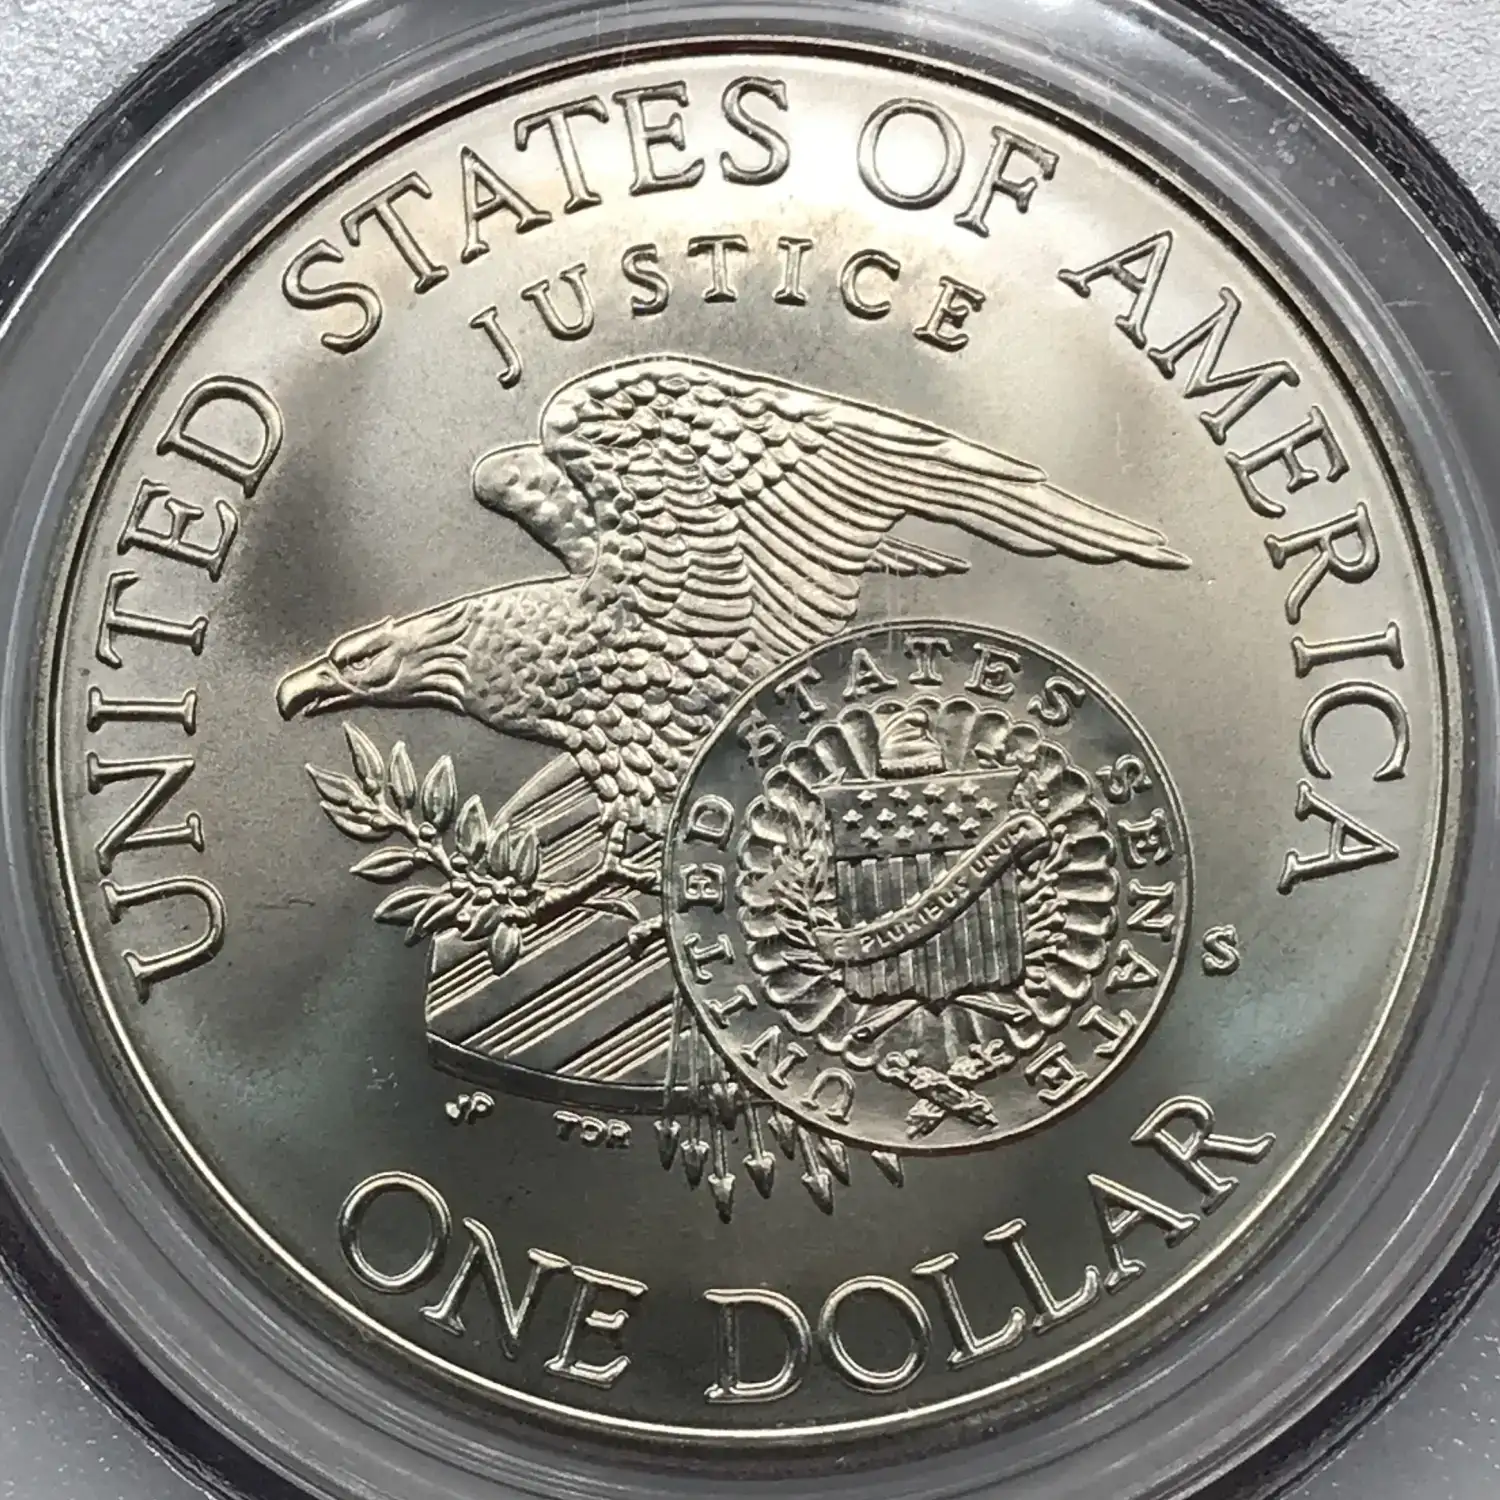 UNITED STATES OF AMERICA
JUSTICE
UNITED STATES SENATE
E PLURIBUS UNUM
S
JP TDR
ONE DOLLAR